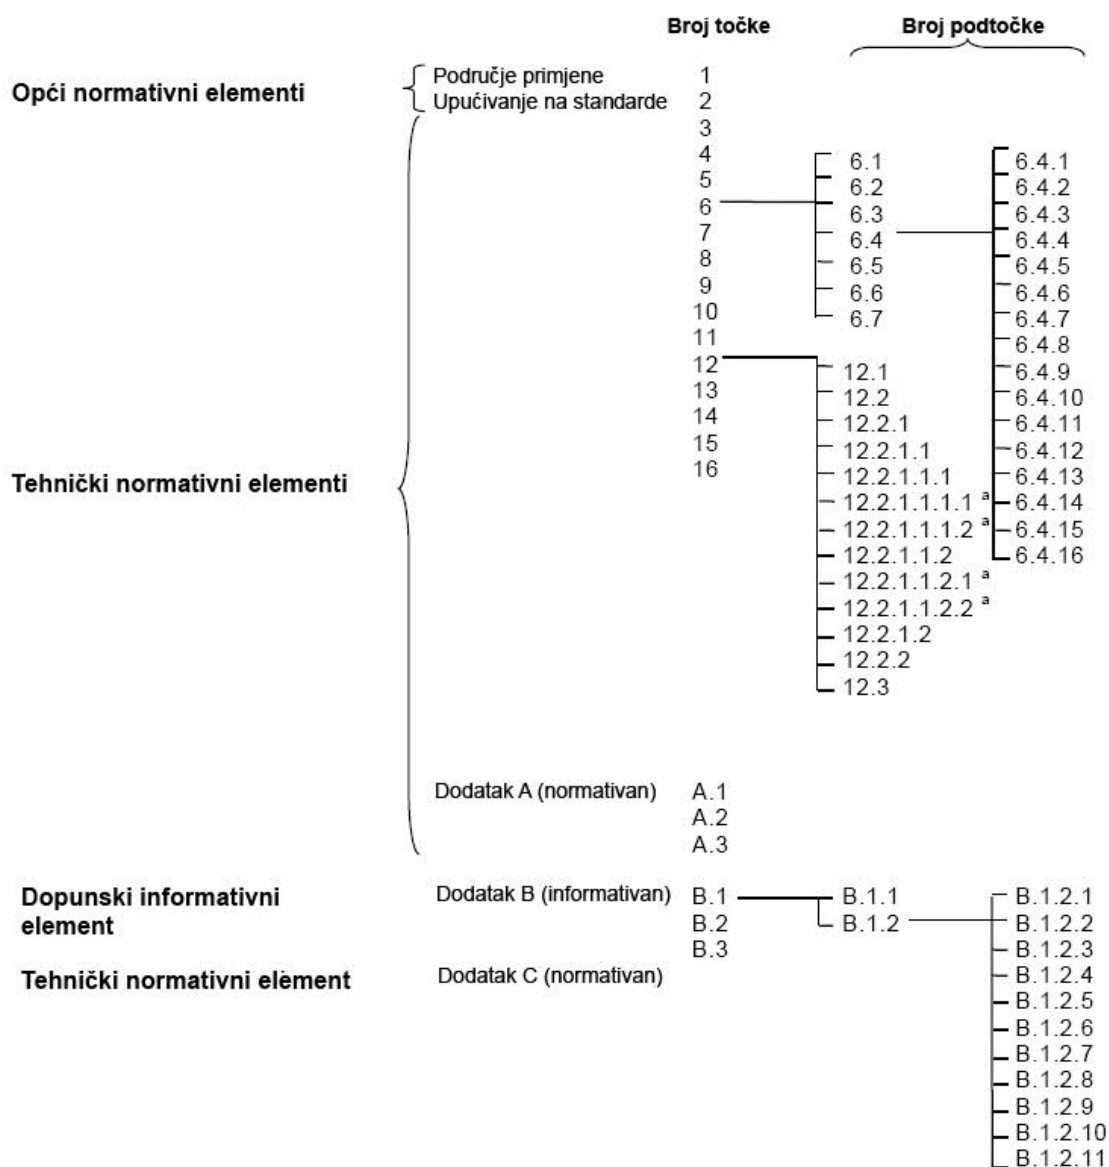 Broj točke Broj podtočke
Opći normativni elementi
Područje primjene 1
Upućivanje na standarde 2
3
4
5
6
7
8
9
10
11
12
13
14
15
16
6.1
6.2
6.3
6.4
6.5
6.6
6.7
6.4.1
6.4.2
6.4.3
6.4.4
6.4.5
6.4.6
6.4.7
6.4.8
6.4.9
6.4.10
6.4.11
6.4.12
6.4.13
6.4.14
6.4.15
6.4.16
12.1
12.2
12.2.1
12.2.1.1
12.2.1.1.1
12.2.1.1.1.1 a
12.2.1.1.1.2 a
12.2.1.1.2
12.2.1.1.2.1 a
12.2.1.1.2.2 a
12.2.1.2
12.2.2
12.3
Tehnički normativni elementi
Dodatak A (normativan) A.1
A.2
A.3
Dopunski informativni
element
Dodatak B (informativan) B.1
B.2
B.3
B.1.1
B.1.2
B.1.2.1
B.1.2.2
B.1.2.3
B.1.2.4
B.1.2.5
B.1.2.6
B.1.2.7
B.1.2.8
B.1.2.9
B.1.2.10
B.1.2.11
Tehnički normativni element
Dodatak C (normativan)